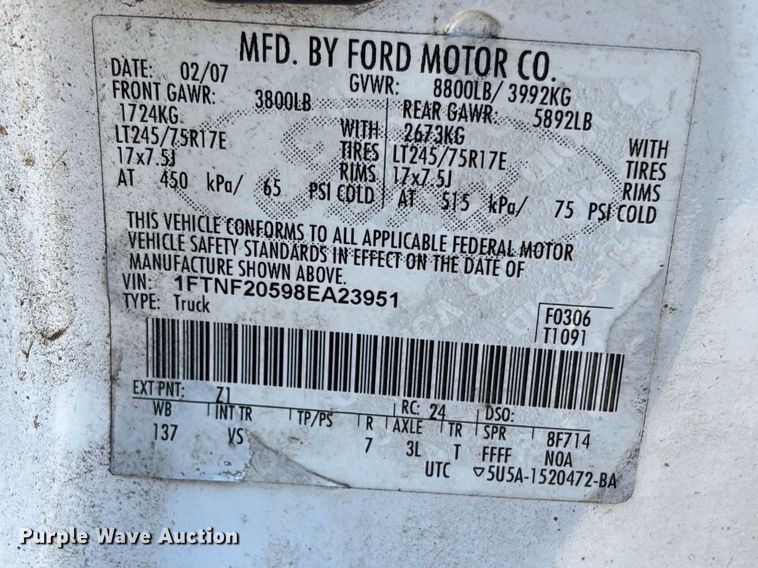 MFD. BY FORD MOTOR CO.
DATE: 02/07 GVWR: 8800LB/ 3992KG
FRONT GAWR: 3800LB REAR GAWR: 5892LB
1724KG WITH 2673KG WITH
LT245/75R17E TIRES LT245/75R17E TIRES
17x7.5J RIMS 17x7.5J RIMS
AT 450 kPa/ 65 PSI COLD AT 515 kPa/ 75 PSI COLD
THIS VEHICLE CONFORMS TO ALL APPLICABLE FEDERAL MOTOR
VEHICLE SAFETY STANDARDS IN EFFECT ON THE DATE OF
MANUFACTURE SHOWN ABOVE.
VIN: 1FTNF20598EA23951
TYPE: Truck
F0306
T1091
EXT PNT: Z1 RC: 24 DSO:
WB INT TR TP/PS R AXLE TR SPR 8F714
137 VS 7 3L T FFFF NOA
UTC ▽5U5A-1520472-BA
Purple Wave Auction